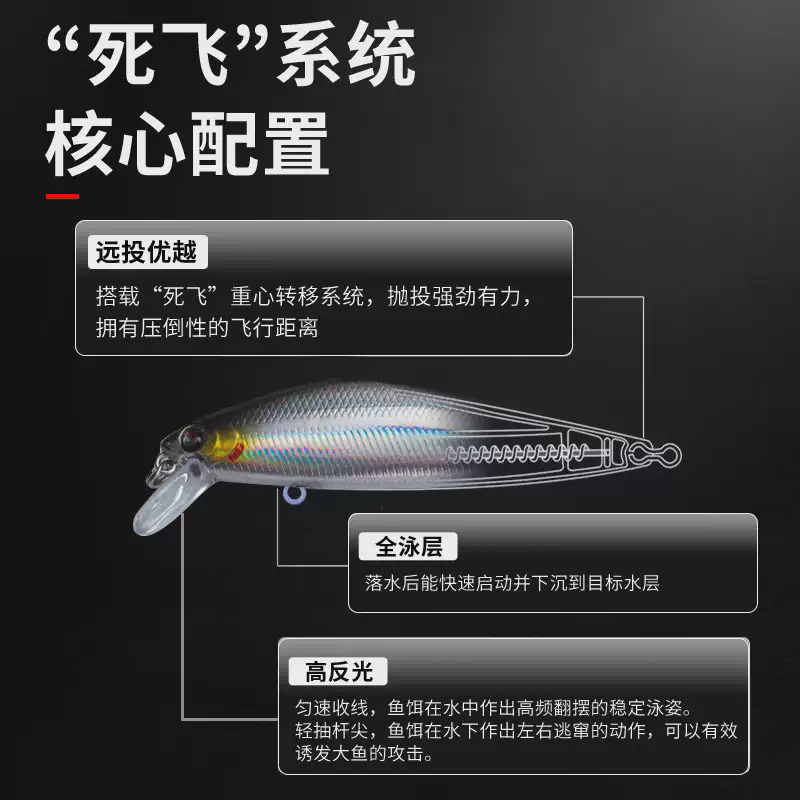 “死飞”系统
核心配置
远投优越
搭载“死飞”重心转移系统，抛投强劲有力，
拥有压倒性的飞行距离
全泳层
落水后能快速启动并下沉到目标水层
高反光
匀速收线，鱼饵在水中作出高频翻摆的稳定泳姿。
轻抽杆尖，鱼饵在水下作出左右逃窜的动作，可以有效
诱发大鱼的攻击。